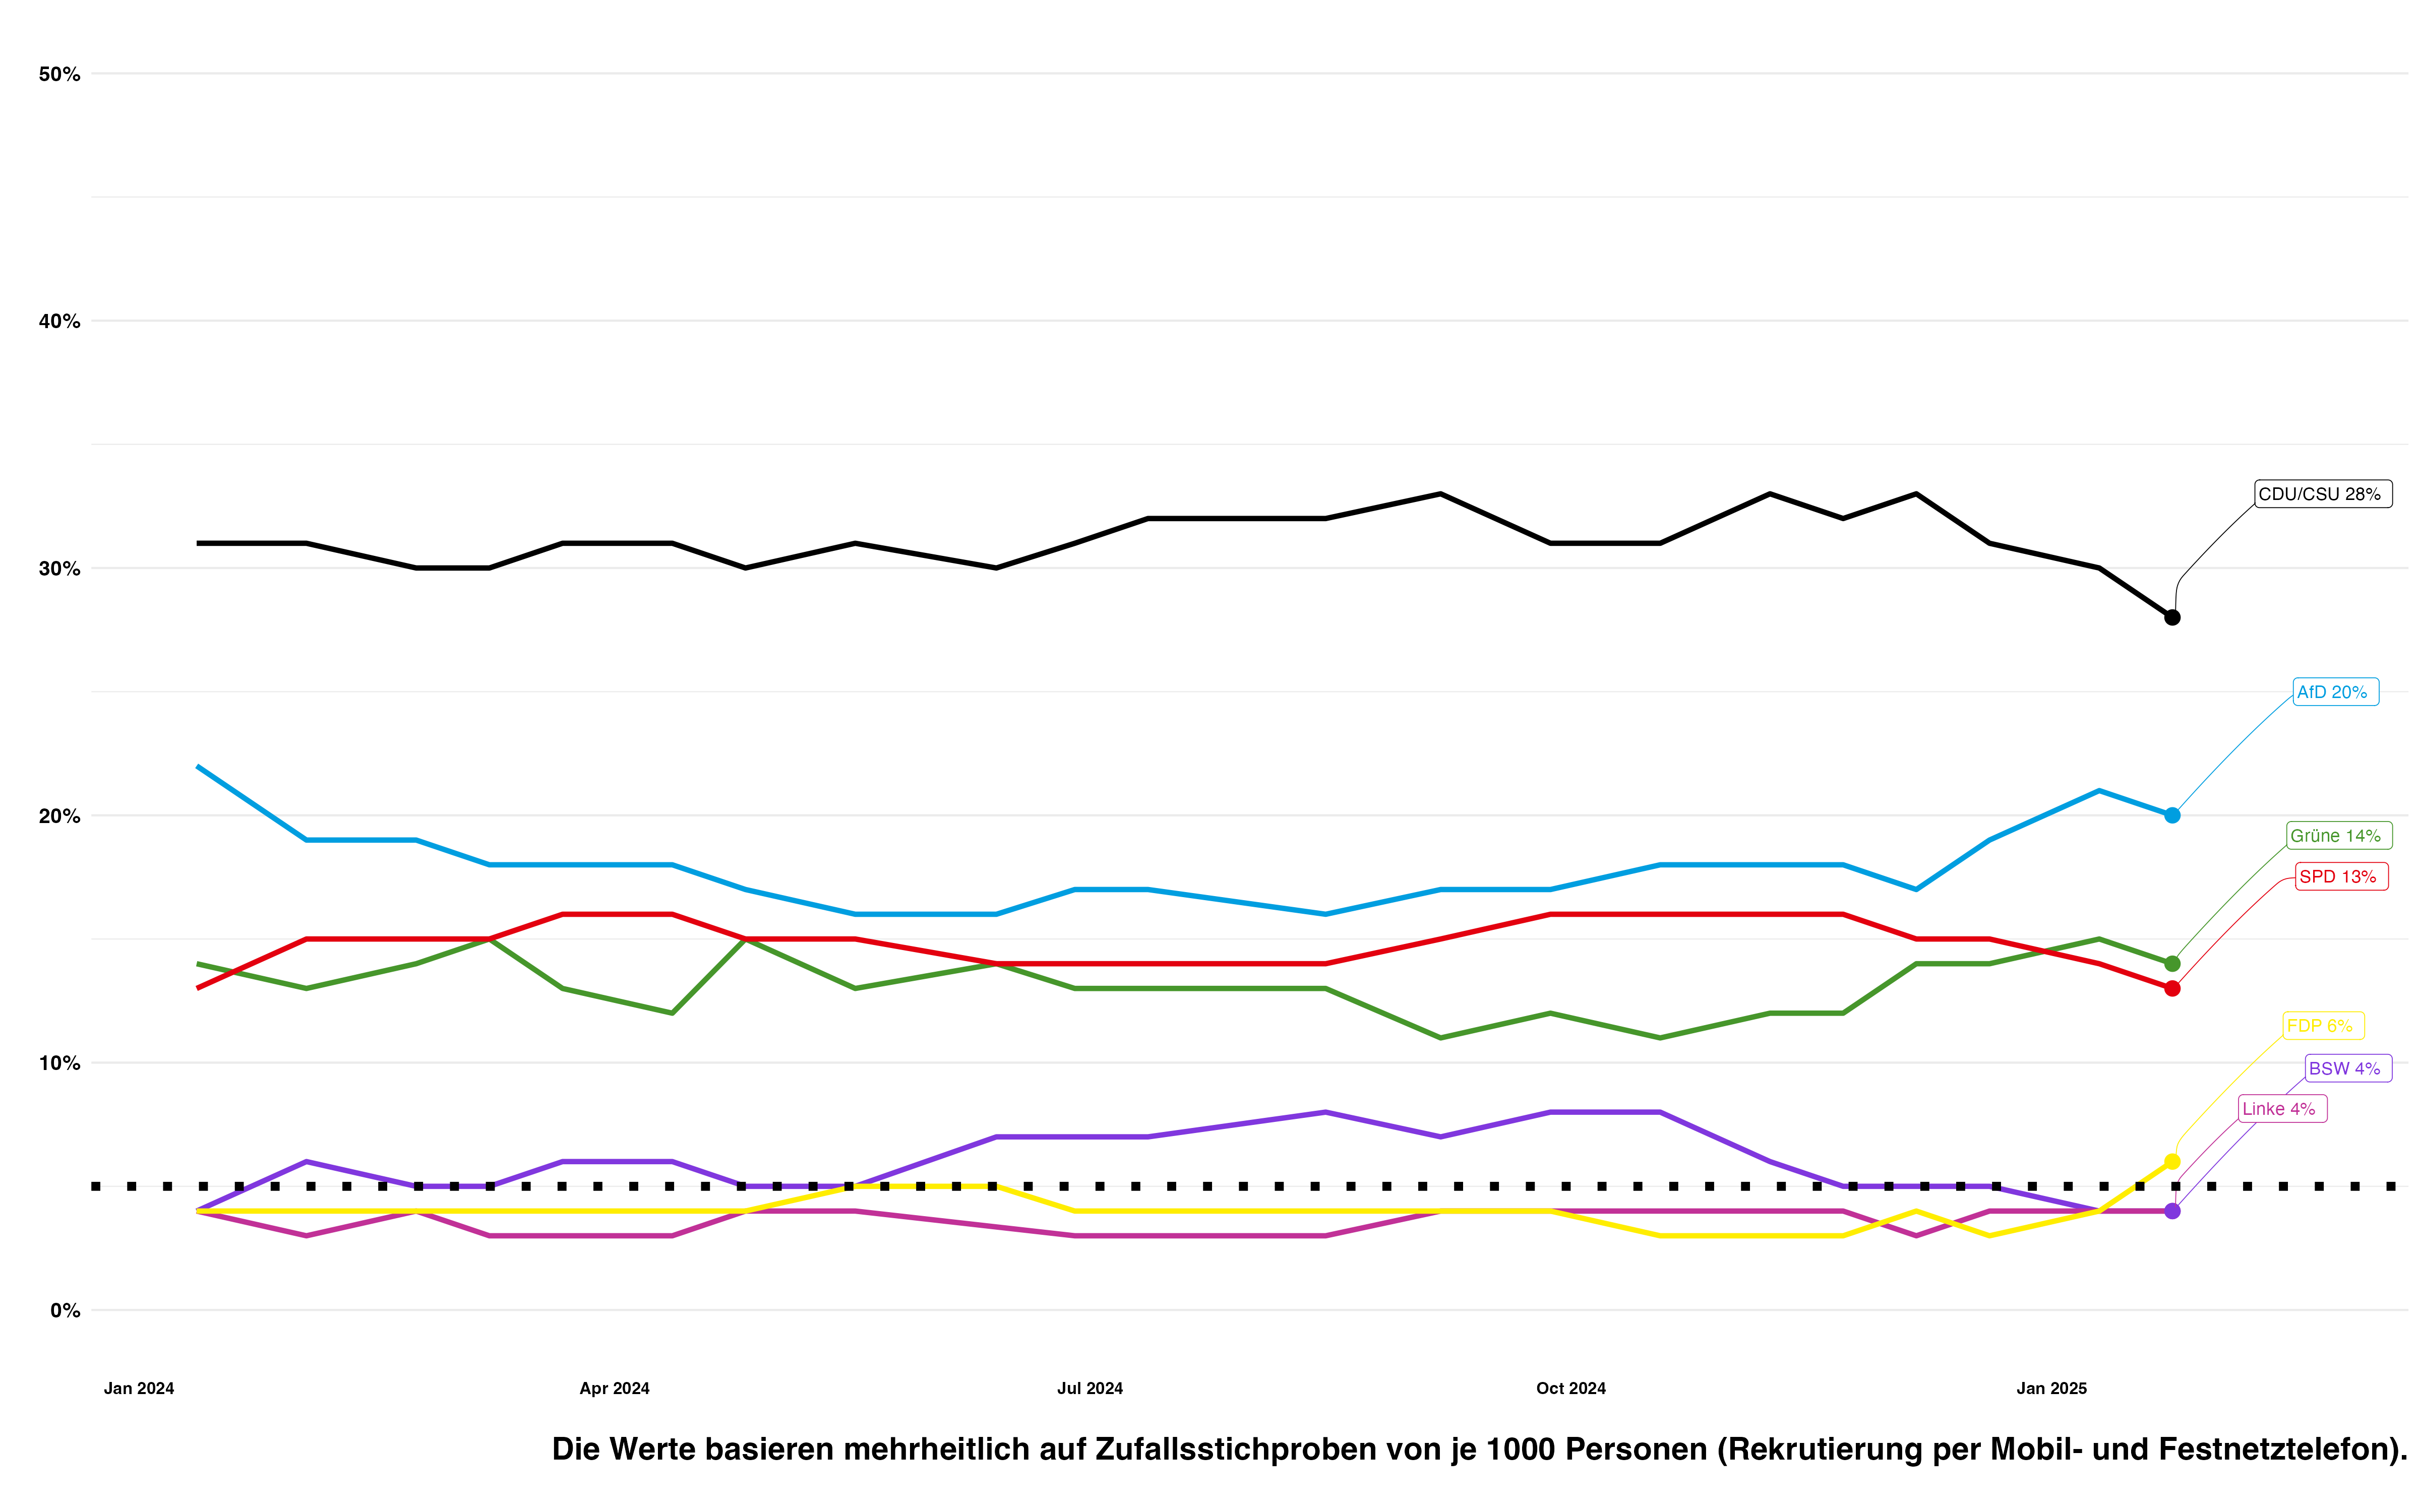 50%
40%
30%
20%
10%
0%
CDU/CSU 28%
AfD 20%
Grüne 14%
SPD 13%
FDP 6%
BSW 4%
Linke 4%
Jan 2024
Apr 2024
Jul 2024
Oct 2024
Jan 2025
Die Werte basieren mehrheitlich auf Zufallsstichproben von je 1000 Personen (Rekrutierung per Mobil- und Festnetztelefon).